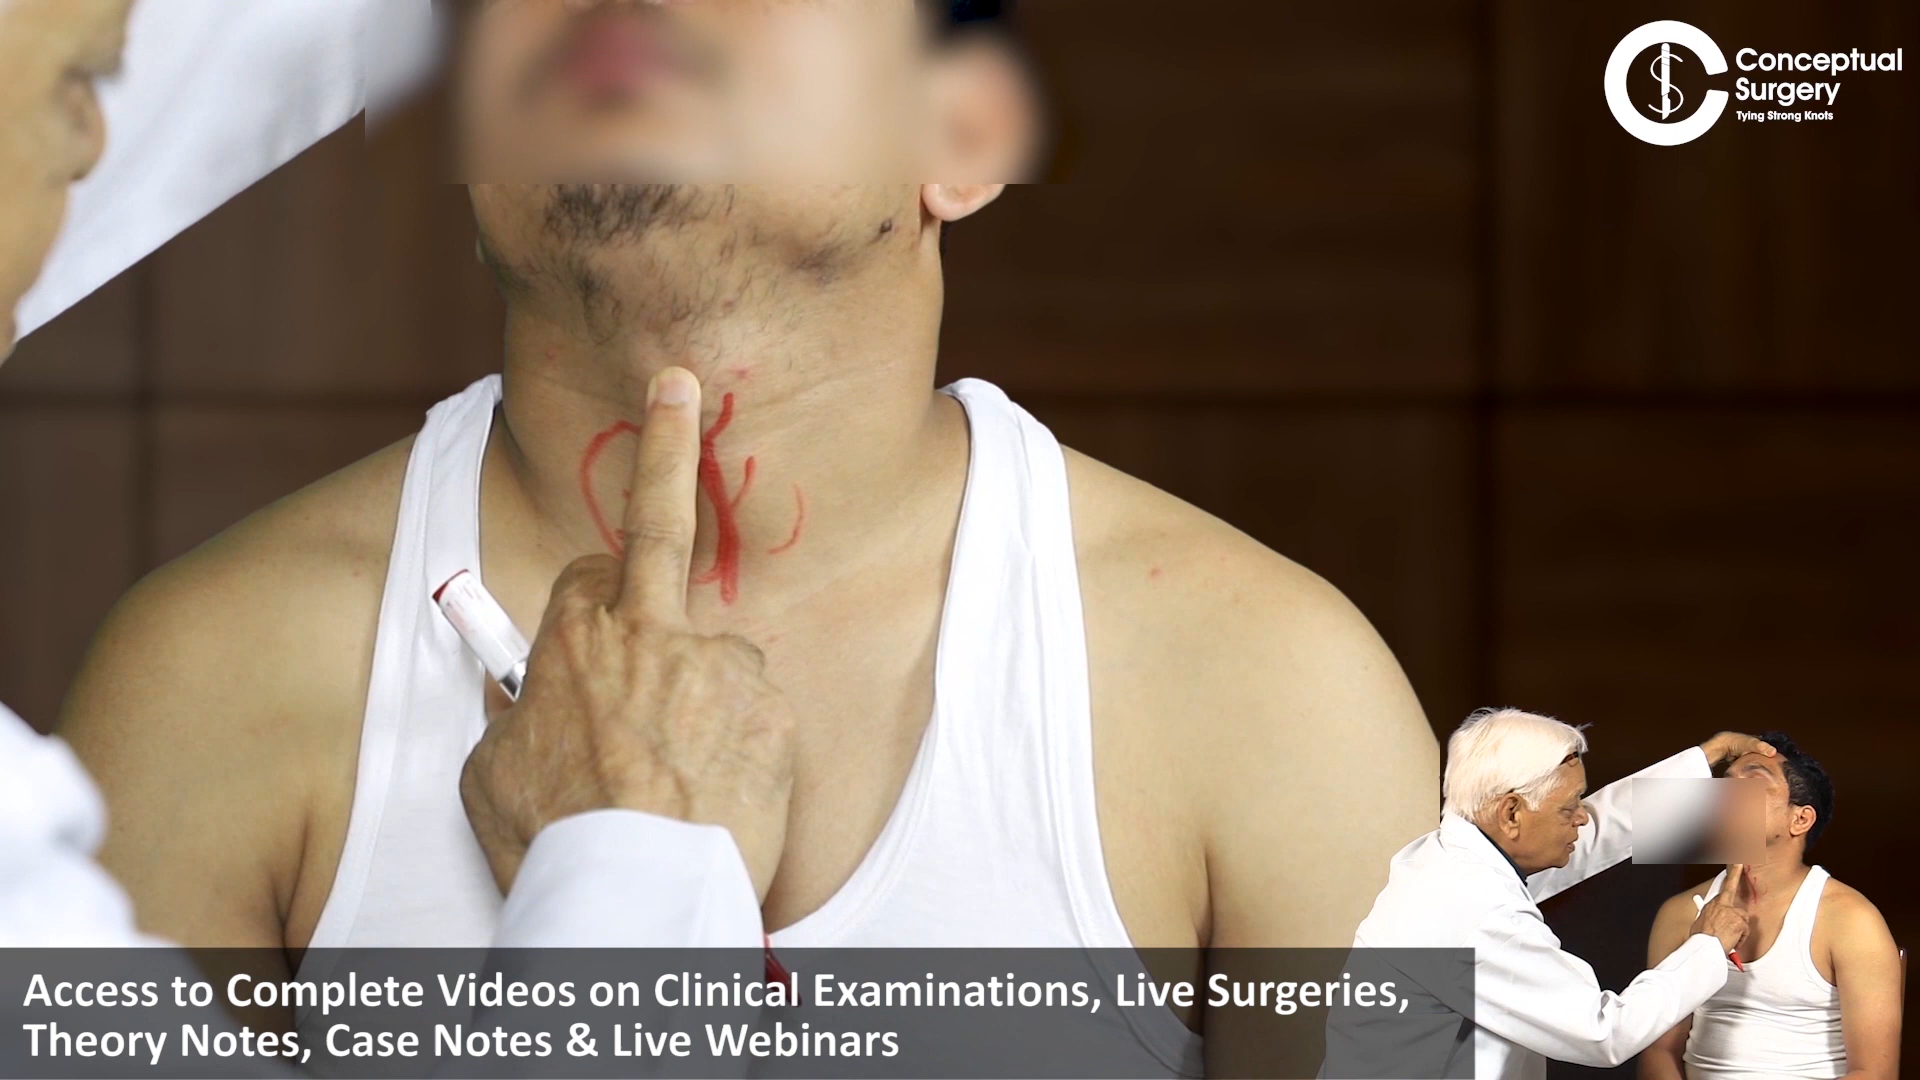 Conceptual
Surgery
Tying Strong Knots
Access to Complete Videos on Clinical Examinations, Live Surgeries,
Theory Notes, Case Notes & Live Webinars